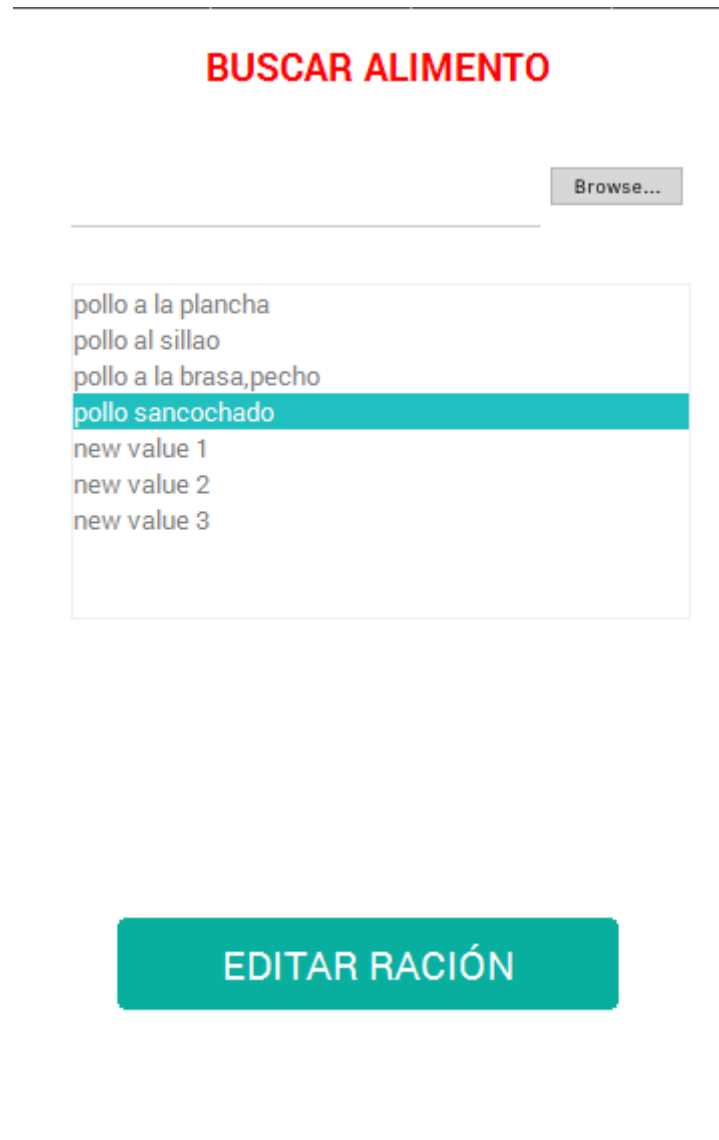 BUSCAR ALIMENTO
Browse...
pollo a la plancha
pollo al sillao
pollo a la brasa,pecho
pollo sancochado
new value 1
new value 2
new value 3
EDITAR RACIÓN